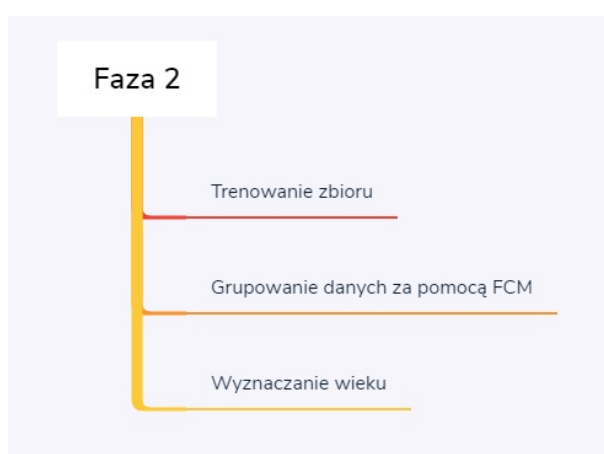 Faza 2
Trenowanie zbioru
Grupowanie danych za pomocą FCM
Wyznaczanie wieku